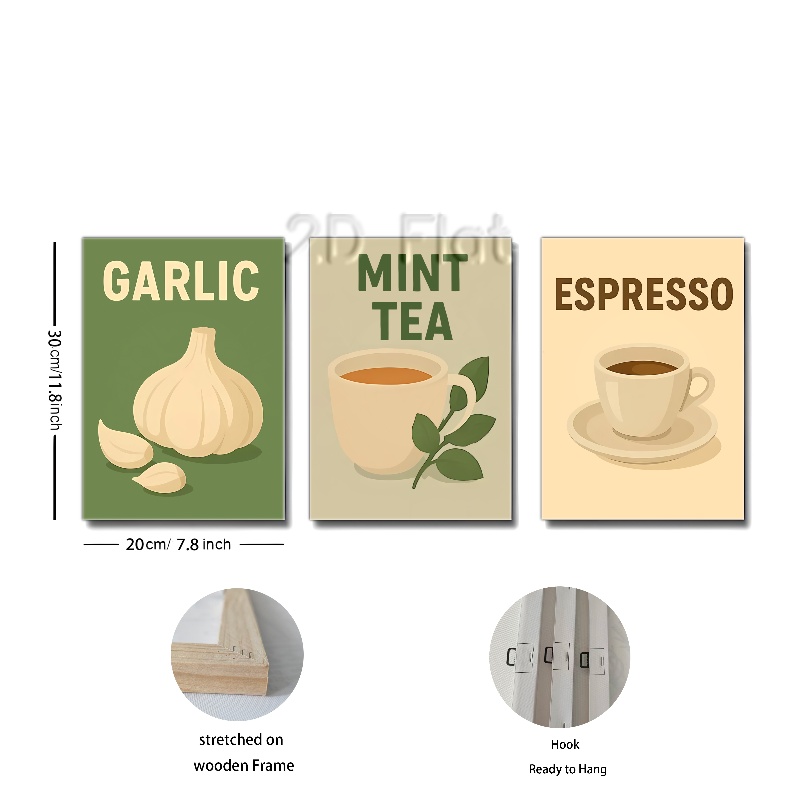 2D Flat
GARLIC
MINT
TEA
ESPRESSO
30cm/11.8inch
20cm/ 7.8 inch
stretched on
wooden Frame
Hook
Ready to Hang